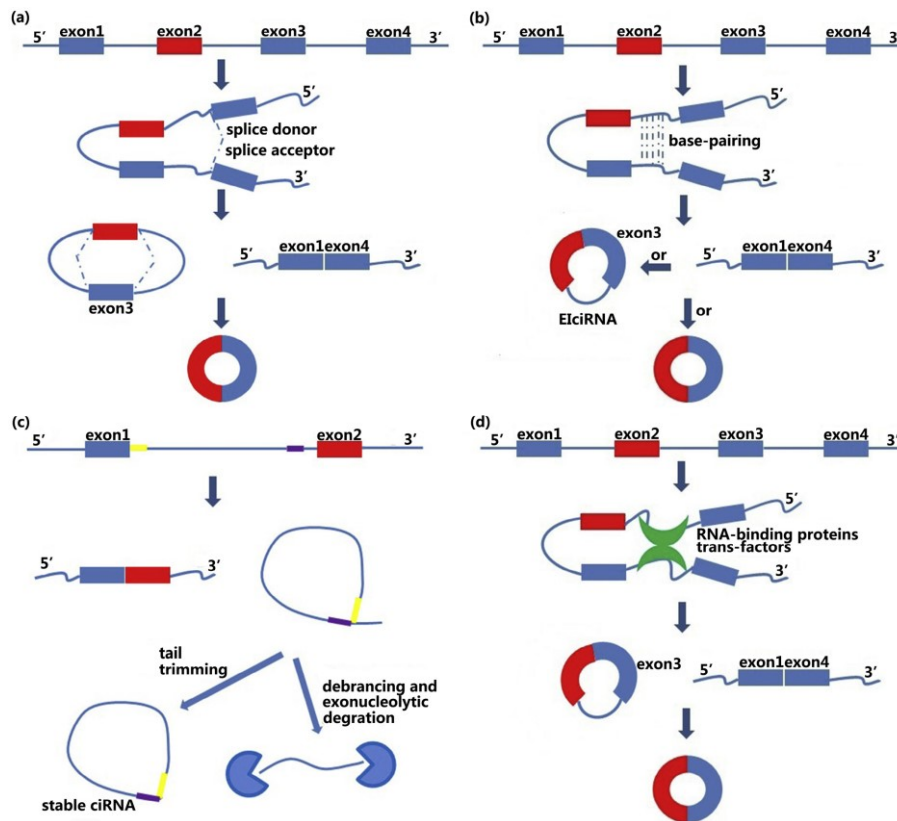 (a)
5′ exon1 exon2 exon3 exon4 3′
5′
splice donor
splice acceptor
3′
5′ exon1exon4 3′
exon3
(b)
5′ exon1 exon2 exon3 exon4 3′
5′
base-pairing
3′
exon3
or
5′ exon1exon4 3′
EIciRNA
or
(c)
5′ exon1 exon2 3′
5′ 3′
tail
trimming
debrancing and
exonucleolytic
degration
stable ciRNA
(d)
5′ exon1 exon2 exon3 exon4 3′
5′
RNA-binding proteins
trans-factors
3′
exon3
5′ exon1exon4 3′